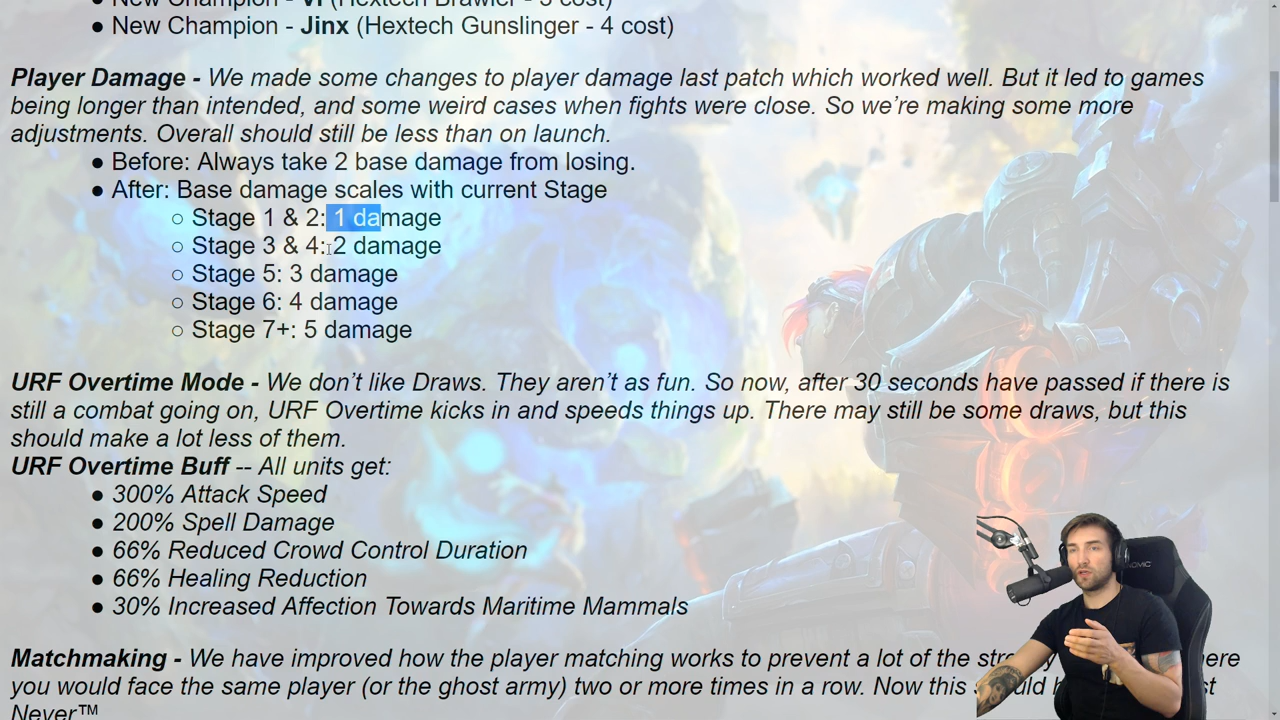 ● New Champion - Vi (Hextech Brawler - 3 cost)
● New Champion - Jinx (Hextech Gunslinger - 4 cost)
Player Damage - We made some changes to player damage last patch which worked well. But it led to games
being longer than intended, and some weird cases when fights were close. So we’re making some more
adjustments. Overall should still be less than on launch.
● Before: Always take 2 base damage from losing.
● After: Base damage scales with current Stage
○ Stage 1 & 2: 1 damage
○ Stage 3 & 4: 2 damage
○ Stage 5: 3 damage
○ Stage 6: 4 damage
○ Stage 7+: 5 damage
URF Overtime Mode - We don’t like Draws. They aren’t as fun. So now, after 30 seconds have passed if there is
still a combat going on, URF Overtime kicks in and speeds things up. There may still be some draws, but this
should make a lot less of them.
URF Overtime Buff -- All units get:
● 300% Attack Speed
● 200% Spell Damage
● 66% Reduced Crowd Control Duration
● 66% Healing Reduction
● 30% Increased Affection Towards Maritime Mammals
Matchmaking - We have improved how the player matching works to prevent a lot of the
you would face the same player (or the ghost army) two or more times in a row. Now this
Never™